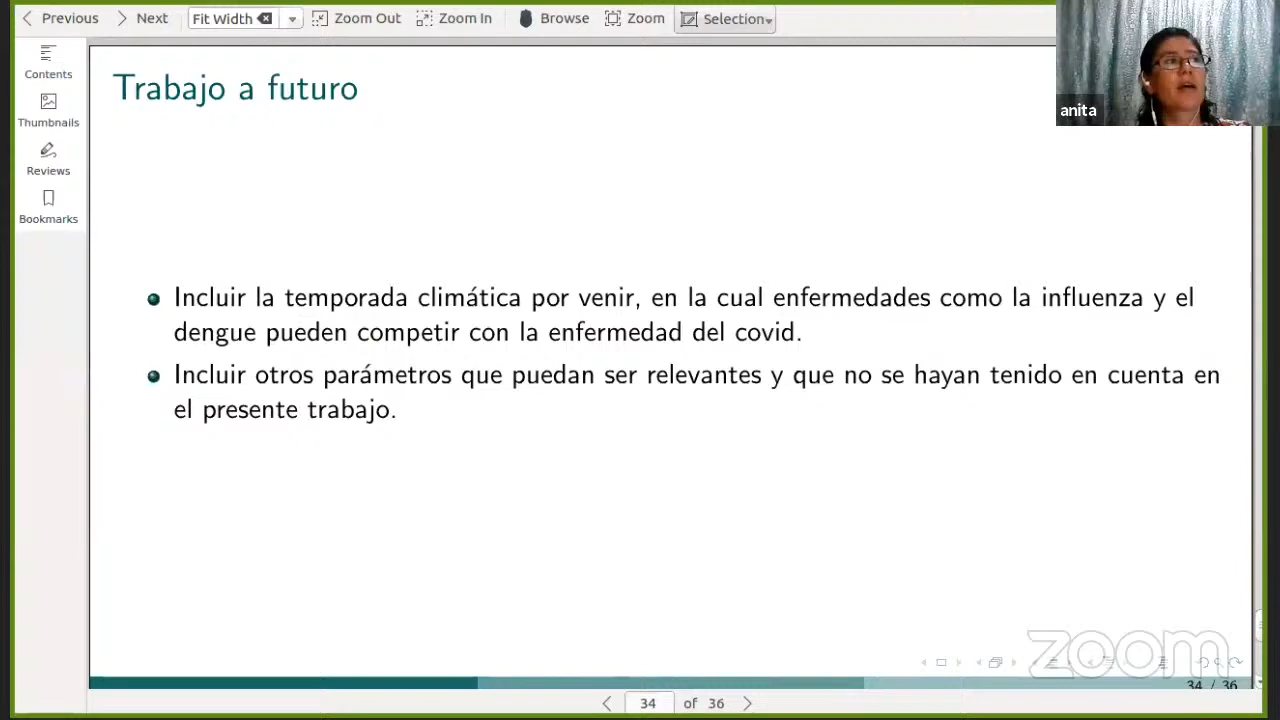 Previous
Next
Fit Width
Zoom Out
Zoom In
Browse
Zoom
Selection
anita
Contents
Thumbnails
Reviews
Bookmarks
Trabajo a futuro
Incluir la temporada climática por venir, en la cual enfermedades como la influenza y el
dengue pueden competir con la enfermedad del covid.
Incluir otros parámetros que puedan ser relevantes y que no se hayan tenido en cuenta en
el presente trabajo.
zoom
34 / 36
34 of 36